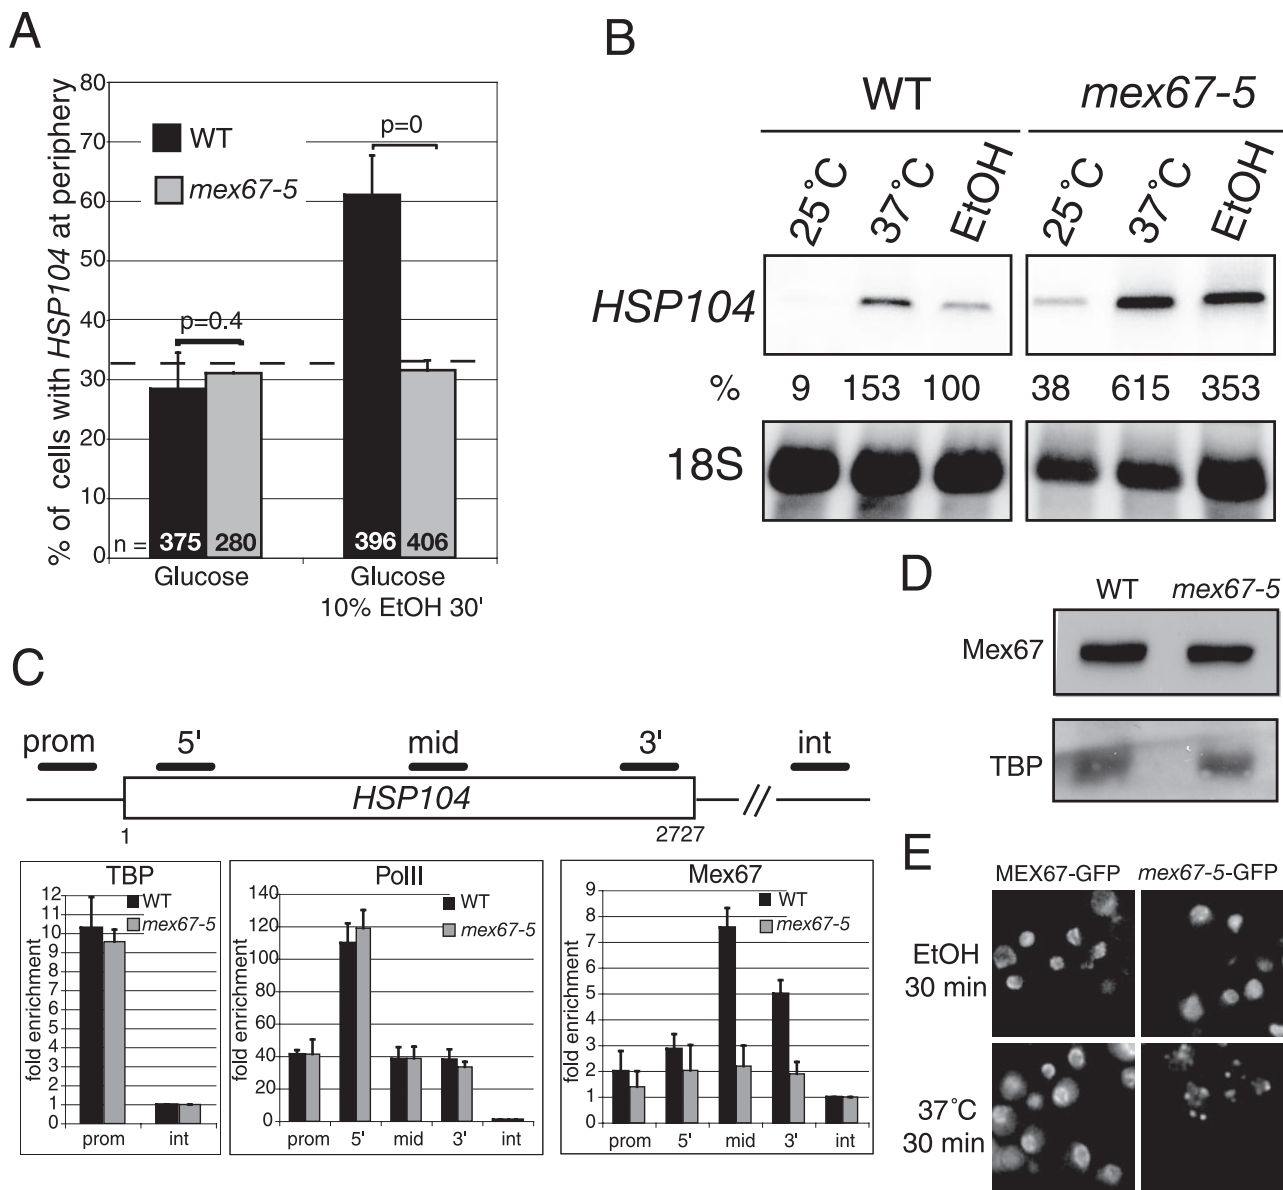 A
% of cells with HSP104 at periphery
80
70
60
50
40
30
20
10
0
WT
mex67-5
p=0.4
p=0
n = 375 280 396 406
Glucose
Glucose
10% EtOH 30'
B
WT mex67-5
25°C 37°C EtOH 25°C 37°C EtOH
HSP104
% 9 153 100 38 615 353
18S
C
prom 5' mid 3' int
HSP104
1 2727
TBP
fold enrichment
12
11
10
9
8
7
6
5
4
3
2
1
0
WT
mex67-5
prom int
PolII
fold enrichment
140
120
100
80
60
40
20
0
WT
mex67-5
prom 5' mid 3' int
Mex67
fold enrichment
9
8
7
6
5
4
3
2
1
0
WT
mex67-5
prom 5' mid 3' int
D
WT mex67-5
Mex67
TBP
E
MEX67-GFP mex67-5-GFP
EtOH
30 min
37°C
30 min